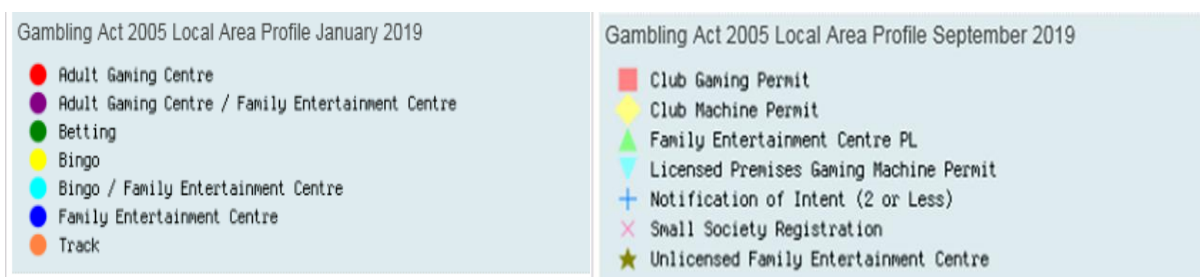 Gambling Act 2005 Local Area Profile January 2019
Adult Gaming Centre
Adult Gaming Centre / Family Entertainment Centre
Betting
Bingo
Bingo / Family Entertainment Centre
Family Entertainment Centre
Track
Gambling Act 2005 Local Area Profile September 2019
Club Gaming Permit
Club Machine Permit
Family Entertainment Centre PL
Licensed Premises Gaming Machine Permit
Notification of Intent (2 or Less)
Small Society Registration
Unlicensed Family Entertainment Centre